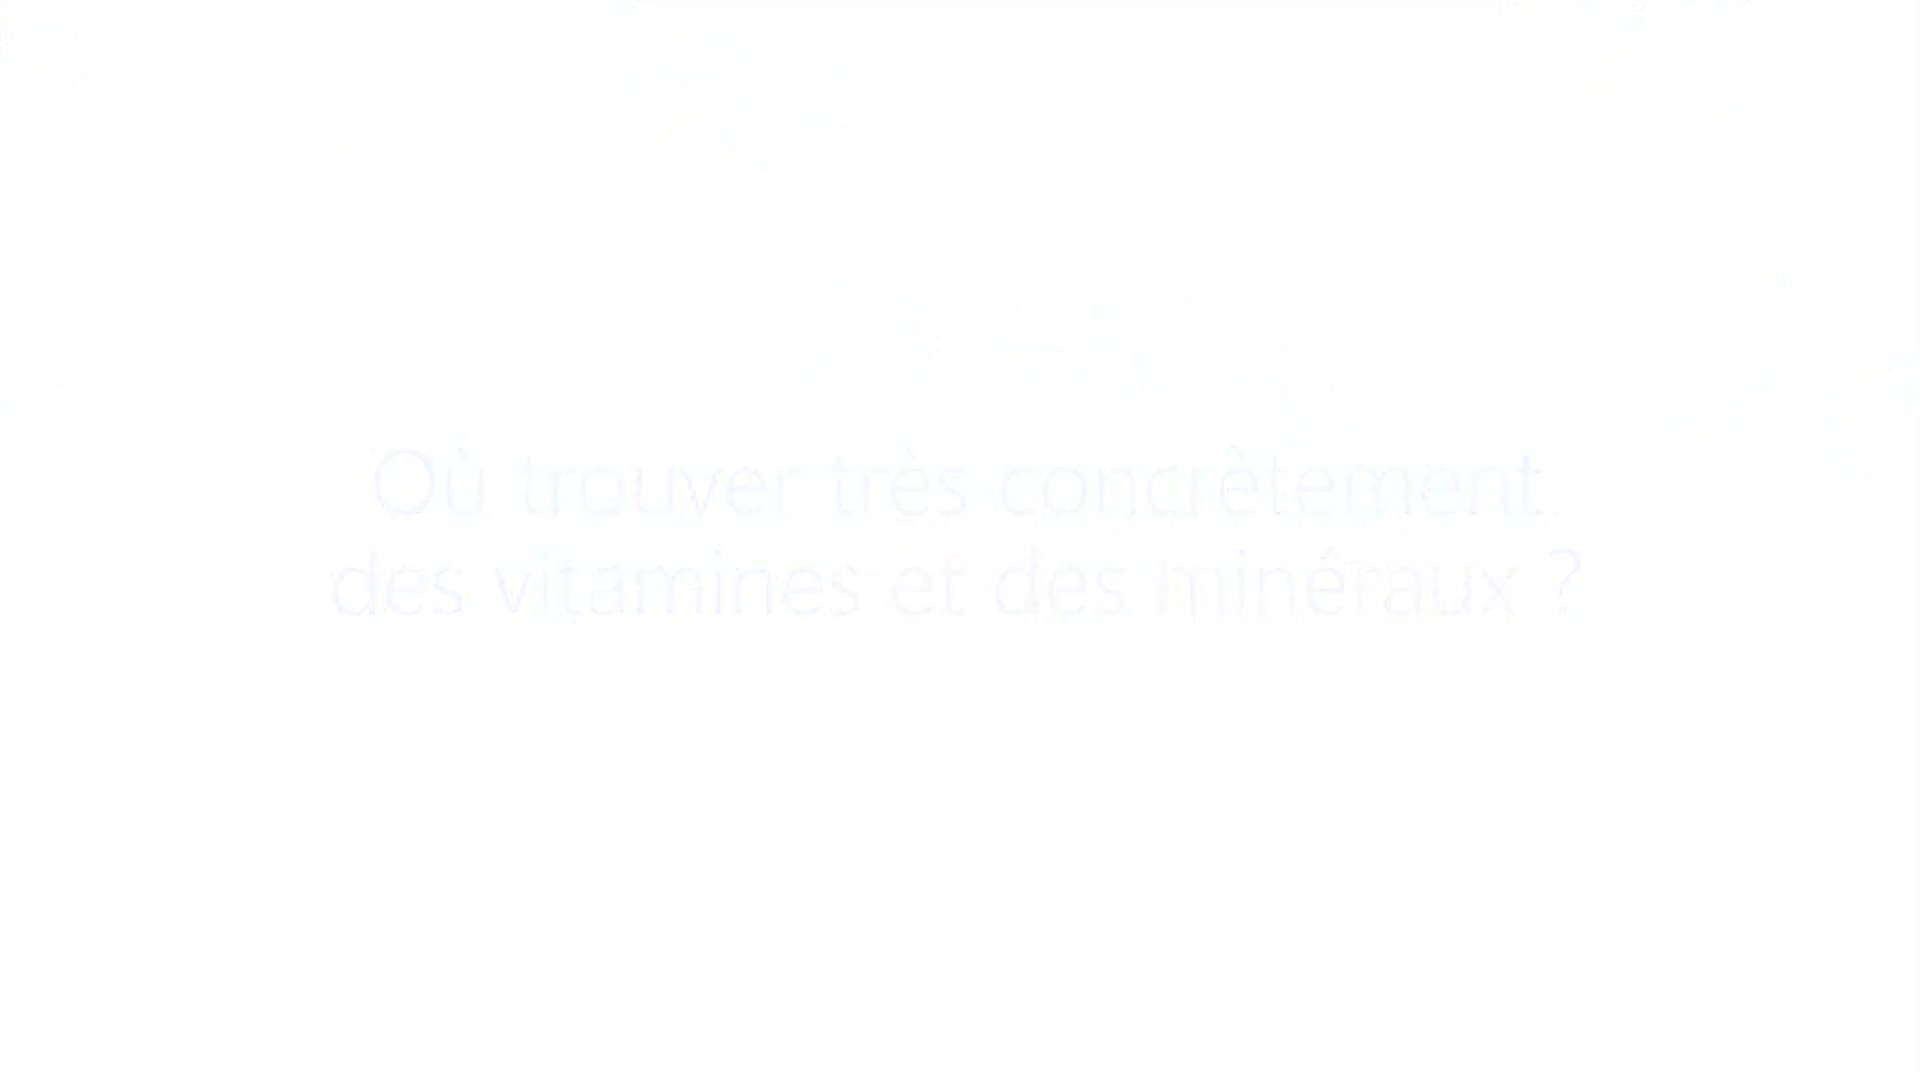 Où trouver très concrètement
des vitamines et des minéraux ?